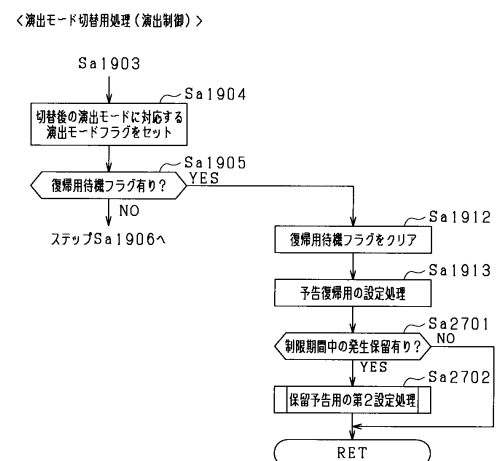 <演出モード切替用処理(演出制御)>
Sa1903
Sa1904
切替後の演出モードに対応する
演出モードフラグをセット
Sa1905
復帰用待機フラグ有り?
YES
NO
ステップSa1906へ
Sa1912
復帰用待機フラグをクリア
Sa1913
予告復帰用の設定処理
Sa2701
制限期間中の発生保留有り?
NO
YES
Sa2702
保留予告用の第2設定処理
RET